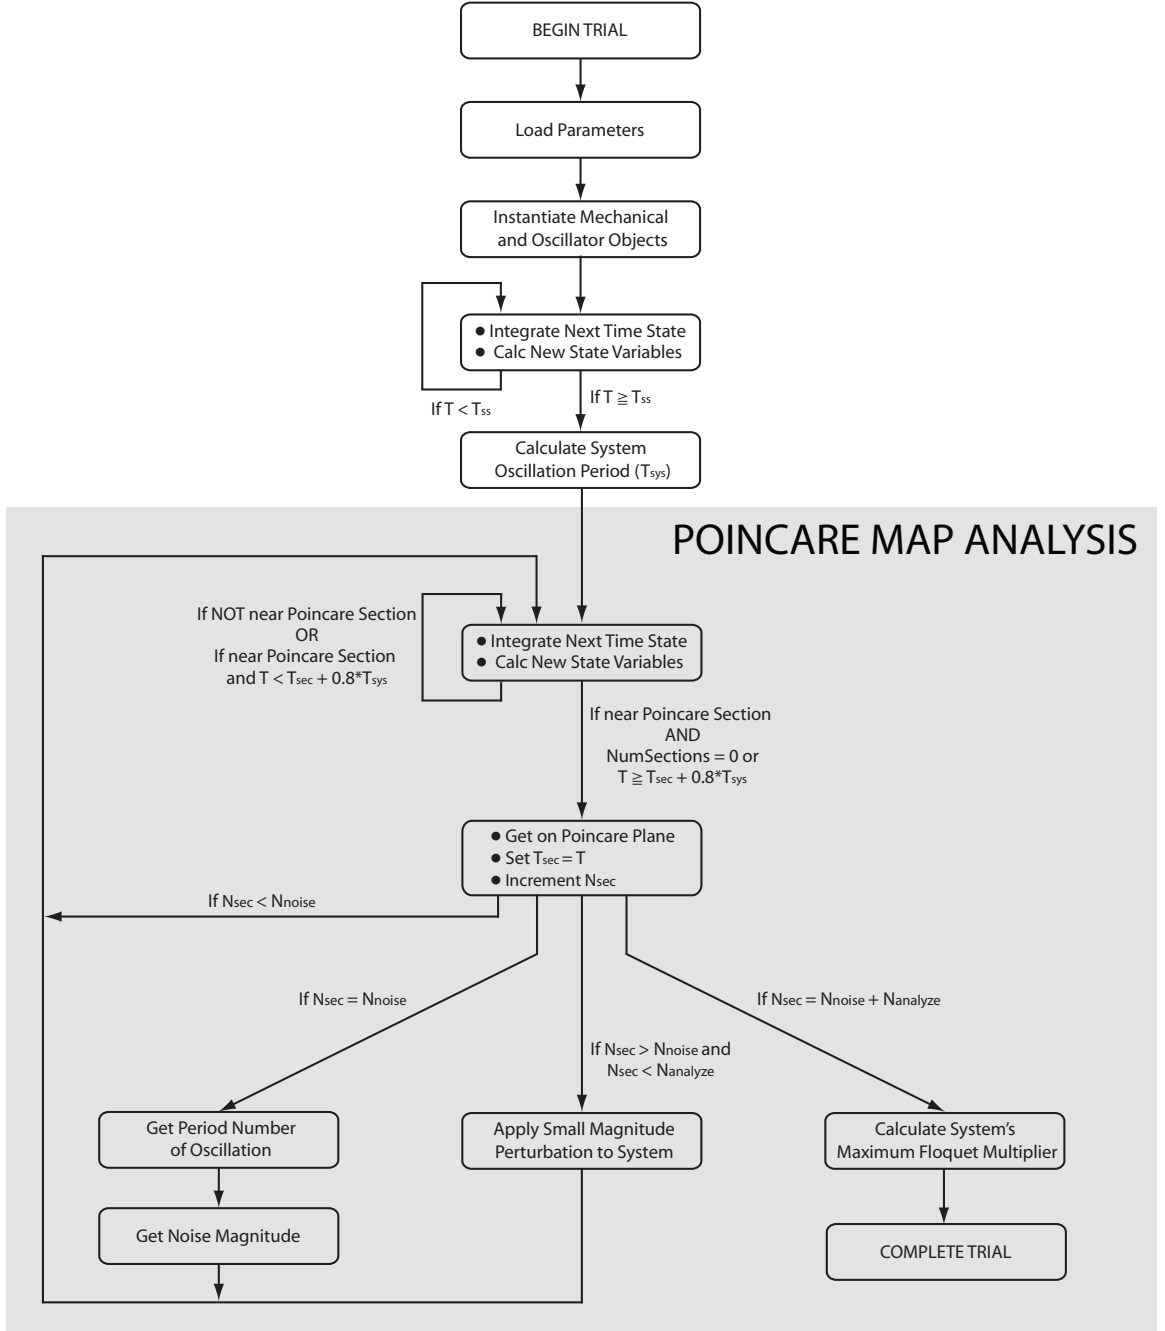 BEGIN TRIAL
Load Parameters
Instantiate Mechanical
and Oscillator Objects
● Integrate Next Time State
● Calc New State Variables
If T < Tss
If T ≧ Tss
Calculate System
Oscillation Period (Tsys)
POINCARE MAP ANALYSIS
If NOT near Poincare Section
OR
If near Poincare Section
and T < Tsec + 0.8*Tsys
● Integrate Next Time State
● Calc New State Variables
If near Poincare Section
AND
NumSections = 0 or
T ≧ Tsec + 0.8*Tsys
● Get on Poincare Plane
● Set Tsec = T
● Increment Nsec
If Nsec < Nnoise
If Nsec = Nnoise
If Nsec > Nnoise and
Nsec < Nanalyze
If Nsec = Nnoise + Nanalyze
Get Period Number
of Oscillation
Get Noise Magnitude
Apply Small Magnitude
Perturbation to System
Calculate System's
Maximum Floquet Multiplier
COMPLETE TRIAL